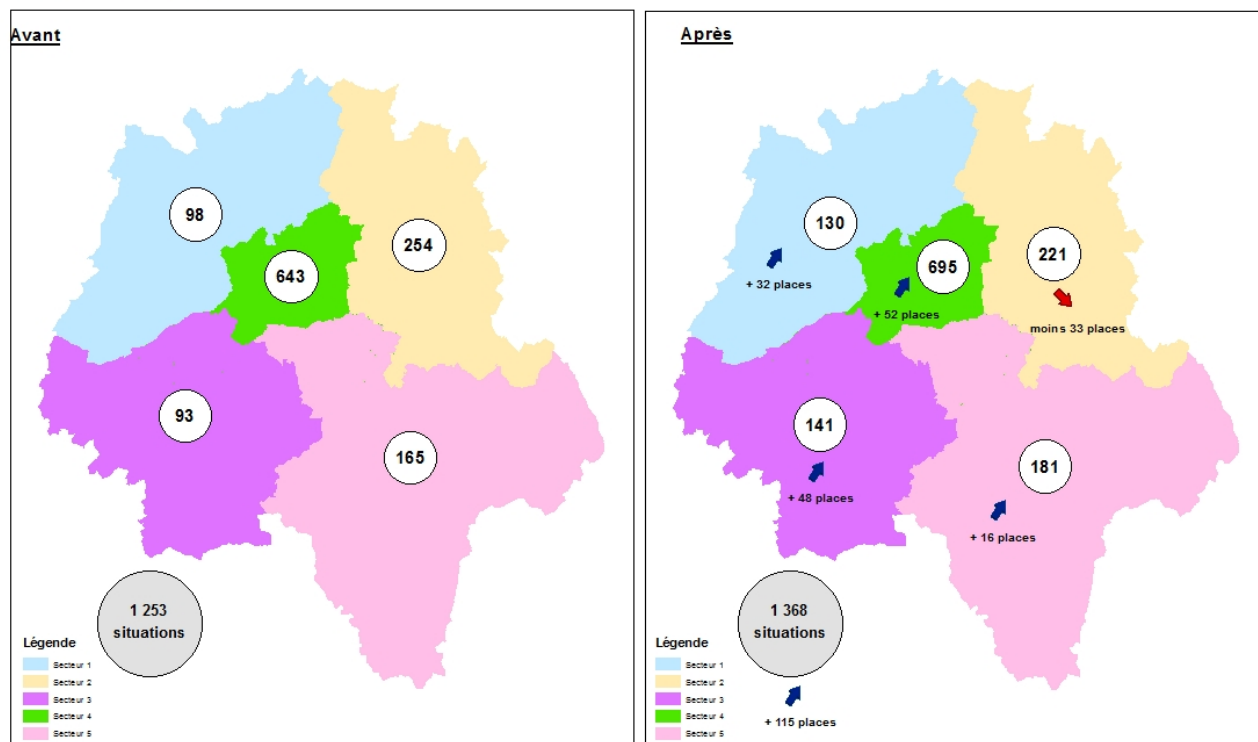 Avant
98
254
643
93
165
1 253
situations
Légende
Secteur 1
Secteur 2
Secteur 3
Secteur 4
Secteur 5
Après
130
695
221
+ 32 places
+ 52 places
moins 33 places
141
181
+ 48 places
+ 16 places
1 368
situations
Légende
Secteur 1
Secteur 2
Secteur 3
Secteur 4
Secteur 5
+ 115 places